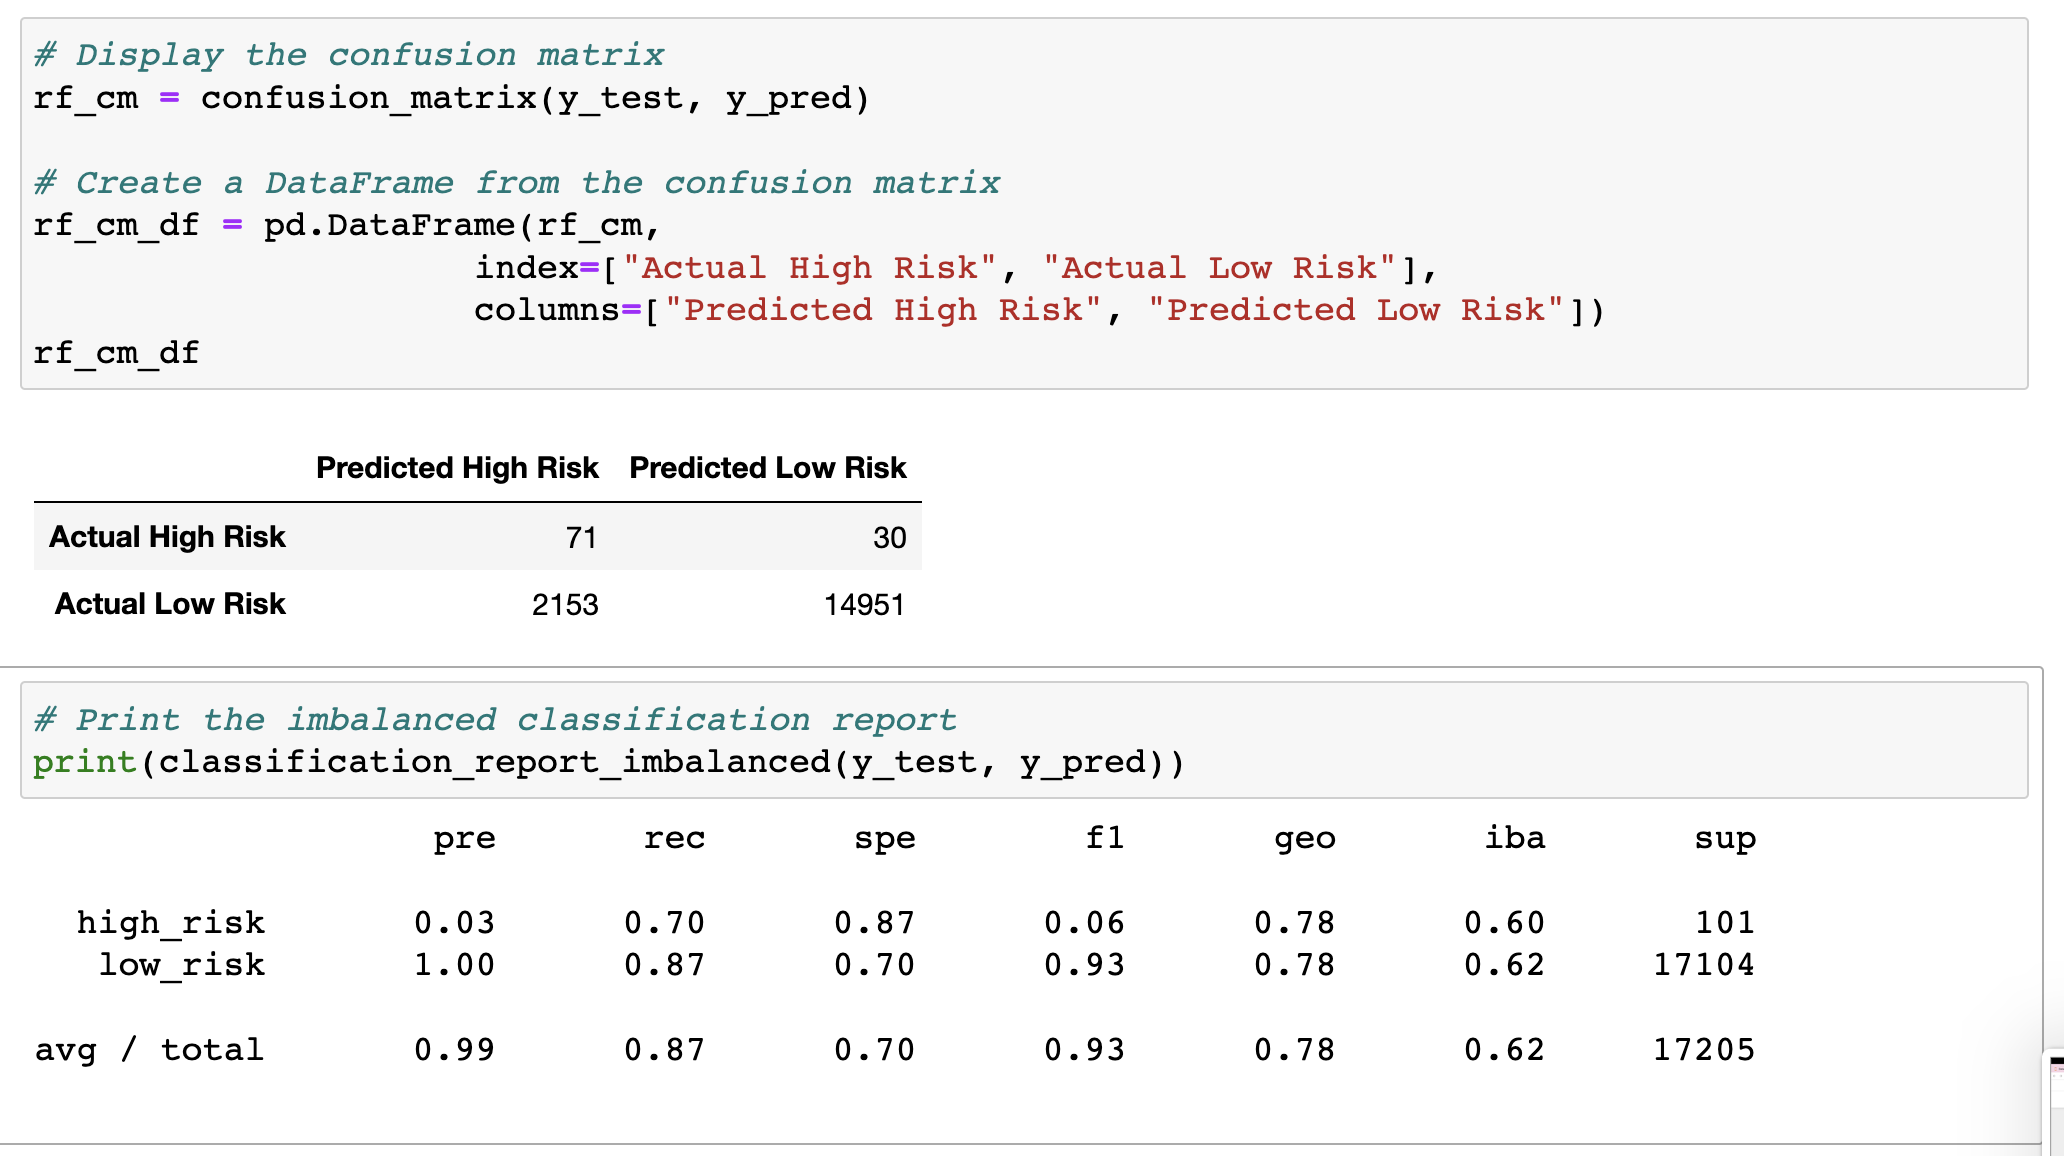 # Display the confusion matrix
rf_cm = confusion_matrix(y_test, y_pred)
# Create a DataFrame from the confusion matrix
rf_cm_df = pd.DataFrame(rf_cm,
index=["Actual High Risk", "Actual Low Risk"],
columns=["Predicted High Risk", "Predicted Low Risk"])
rf_cm_df
Predicted High Risk Predicted Low Risk
Actual High Risk 71 30
Actual Low Risk 2153 14951
# Print the imbalanced classification report
print(classification_report_imbalanced(y_test, y_pred))
pre rec spe f1 geo iba sup
high_risk 0.03 0.70 0.87 0.06 0.78 0.60 101
low_risk 1.00 0.87 0.70 0.93 0.78 0.62 17104
avg / total 0.99 0.87 0.70 0.93 0.78 0.62 17205